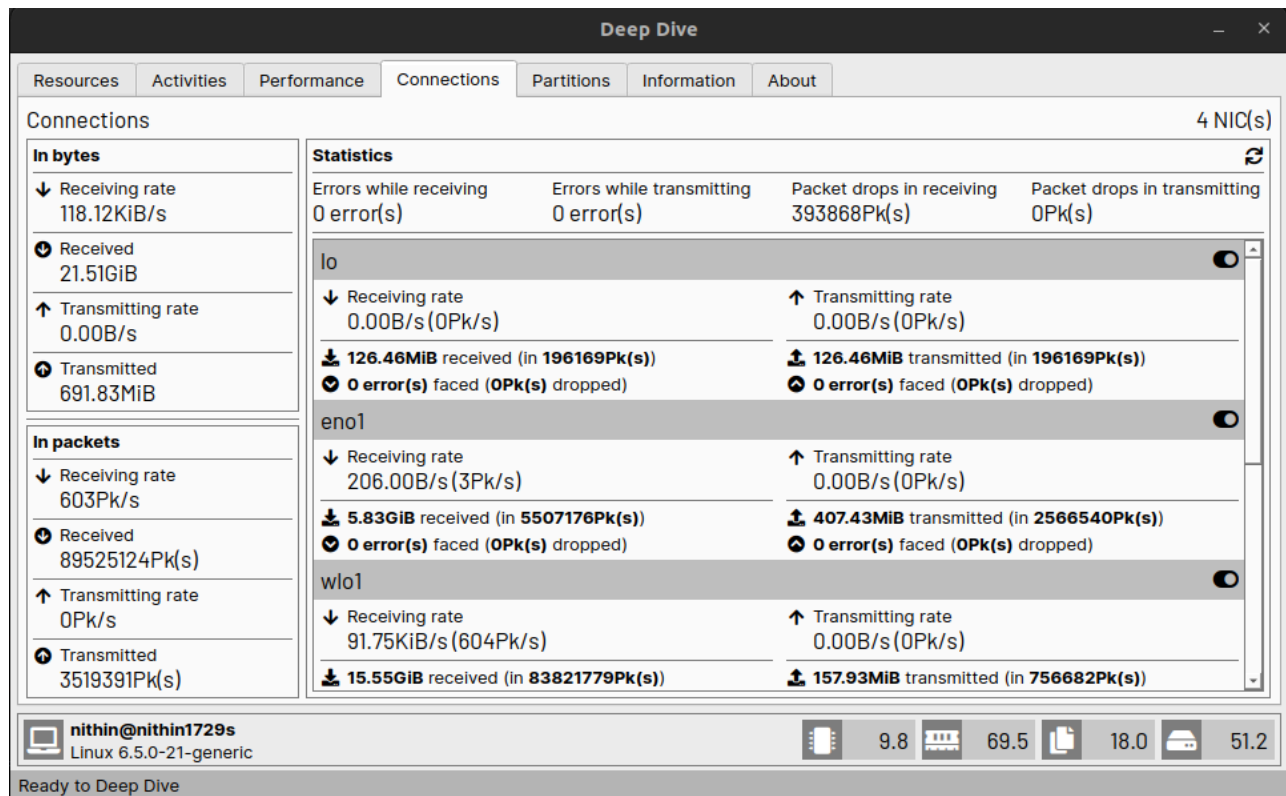 Deep Dive
Resources Activities Performance Connections Partitions Information About
Connections
4 NIC(s)
In bytes
Receiving rate
118.12KiB/s
Received
21.51GiB
Transmitting rate
0.00B/s
Transmitted
691.83MiB
In packets
Receiving rate
603Pk/s
Received
89525124Pk(s)
Transmitting rate
0Pk/s
Transmitted
3519391Pk(s)
Statistics
Errors while receiving Errors while transmitting Packet drops in receiving Packet drops in transmitting
0 error(s) 0 error(s) 393868Pk(s) 0Pk(s)
lo
Receiving rate Transmitting rate
0.00B/s (0Pk/s) 0.00B/s (0Pk/s)
126.46MiB received (in 196169Pk(s)) 126.46MiB transmitted (in 196169Pk(s))
0 error(s) faced (0Pk(s) dropped) 0 error(s) faced (0Pk(s) dropped)
eno1
Receiving rate Transmitting rate
206.00B/s (3Pk/s) 0.00B/s (0Pk/s)
5.83GiB received (in 5507176Pk(s)) 407.43MiB transmitted (in 2566540Pk(s))
0 error(s) faced (0Pk(s) dropped) 0 error(s) faced (0Pk(s) dropped)
wlo1
Receiving rate Transmitting rate
91.75KiB/s (604Pk/s) 0.00B/s (0Pk/s)
15.55GiB received (in 83821779Pk(s)) 157.93MiB transmitted (in 756682Pk(s))
nithin@nithin1729s
Linux 6.5.0-21-generic
9.8 69.5 18.0 51.2
Ready to Deep Dive